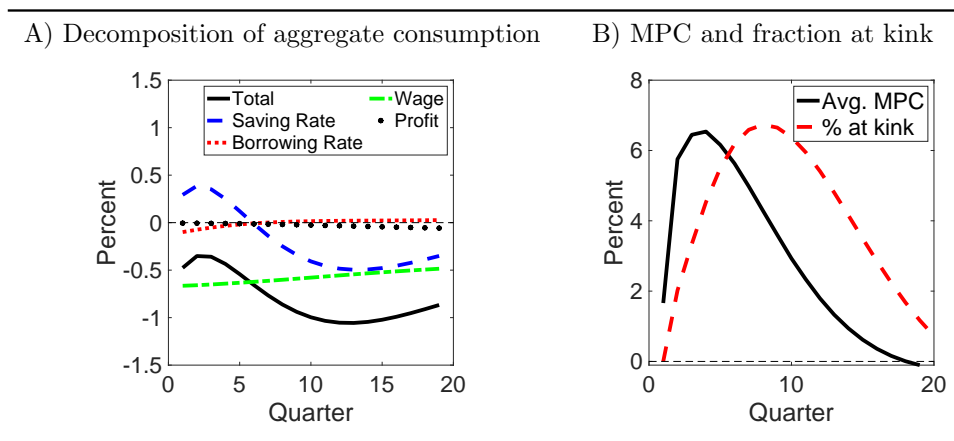 A) Decomposition of aggregate consumption
B) MPC and fraction at kink
1.5
1
0.5
0
-0.5
-1
-1.5
Percent
Total
Saving Rate
Borrowing Rate
Wage
Profit
0
5
10
15
20
Quarter
8
6
4
2
0
Percent
Avg. MPC
% at kink
0
10
20
Quarter